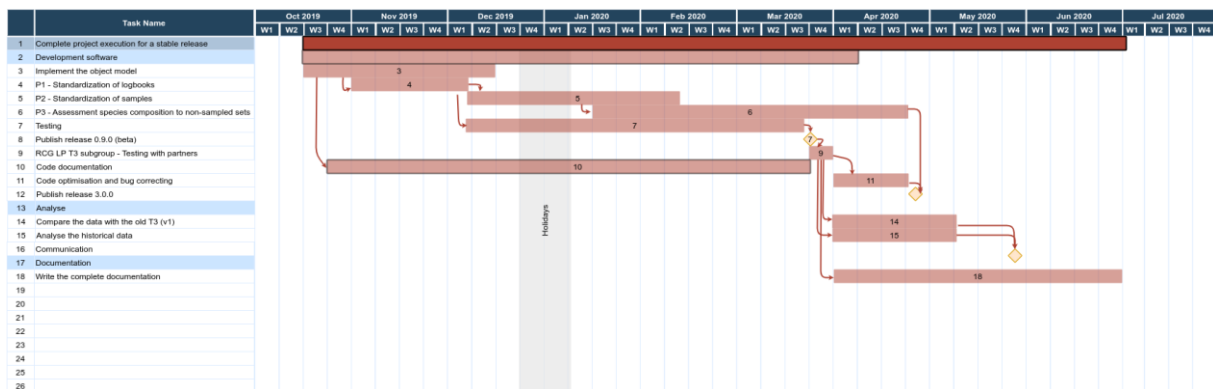 Task Name Oct 2019 Nov 2019 Dec 2019 Jan 2020 Feb 2020 Mar 2020 Apr 2020 May 2020 Jun 2020 Jul 2020
W1 W2 W3 W4 W1 W2 W3 W4 W1 W2 W3 W4 W1 W2 W3 W4 W1 W2 W3 W4 W1 W2 W3 W4 W1 W2 W3 W4 W1 W2 W3 W4 W1 W2 W3 W4 W1 W2 W3 W4
1 Complete project execution for a stable release
2 Development software
3 Implement the object model 3
4 P1 - Standardization of logbooks 4
5 P2 - Standardization of samples 5
6 P3 - Assessment species composition to non-sampled sets 6
7 Testing 7
8 Publish release 0.9.0 (beta) 7
9 RCG LP T3 subgroup - Testing with partners 9
10 Code documentation 10
11 Code optimisation and bug correcting 11
12 Publish release 3.0.0
13 Analyse
14 Compare the data with the old T3 (v1) 14
15 Analyse the historical data 15
16 Communication
17 Documentation
18 Write the complete documentation 18
19
20
21
22
23
24
25
26
Holidays